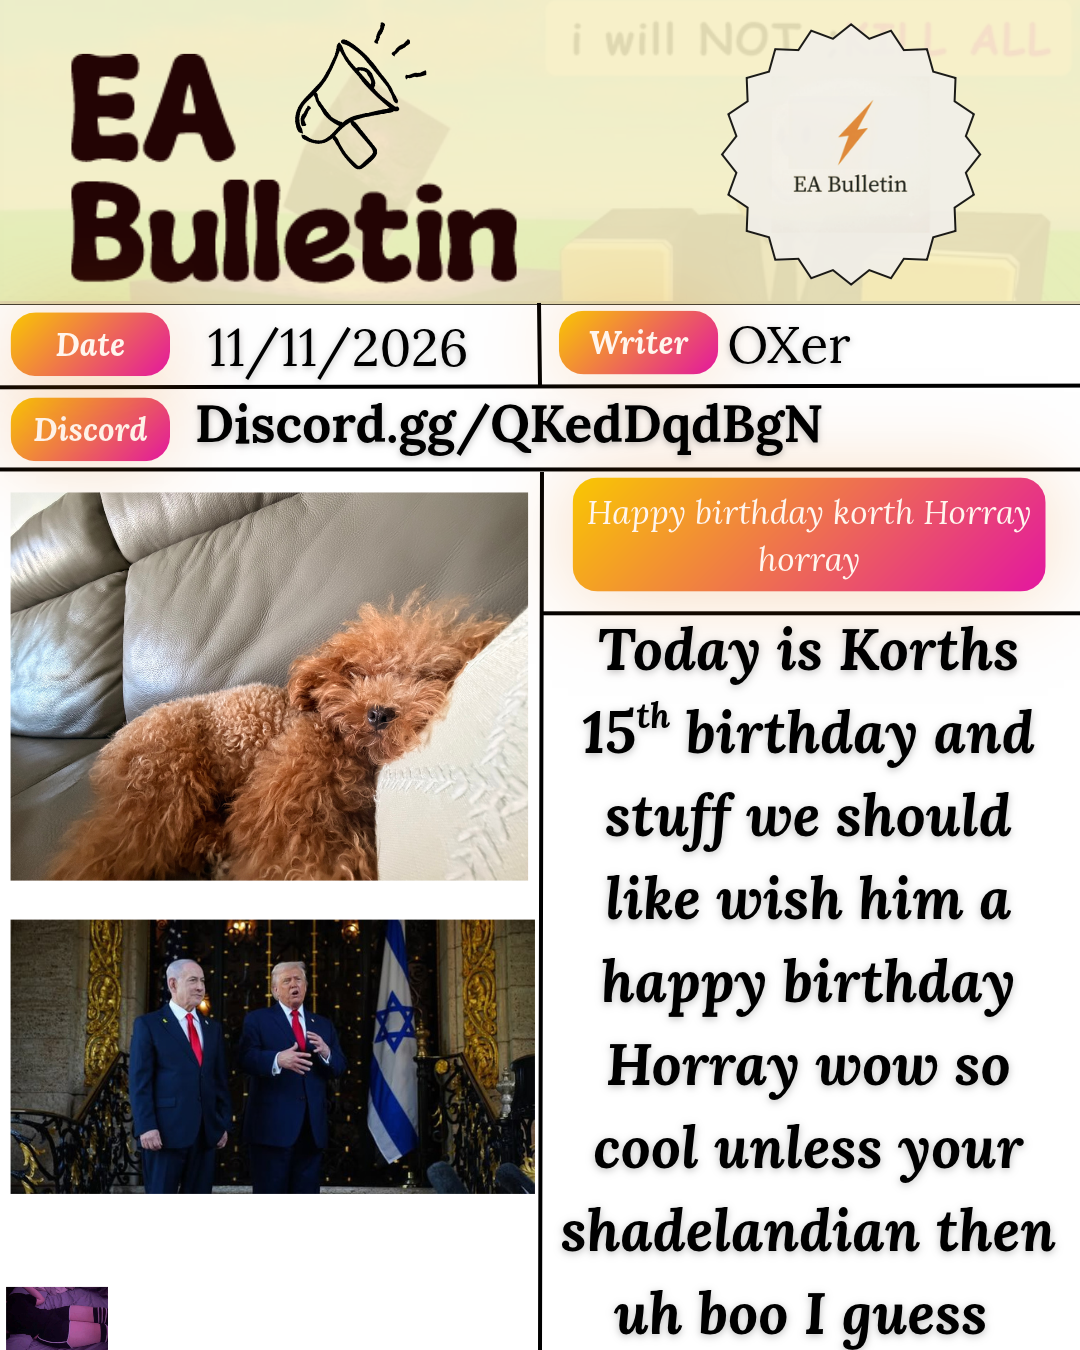 i will NOT KILL ALL
EA
Bulletin
EA Bulletin
Date
11/11/2026
Writer
OXer
Discord
Discord.gg/QKedDqdBgN
Happy birthday korth Horray
horray
Today is Korths
15th birthday and
stuff we should
like wish him a
happy birthday
Horray wow so
cool unless your
shadelandian then
uh boo I guess